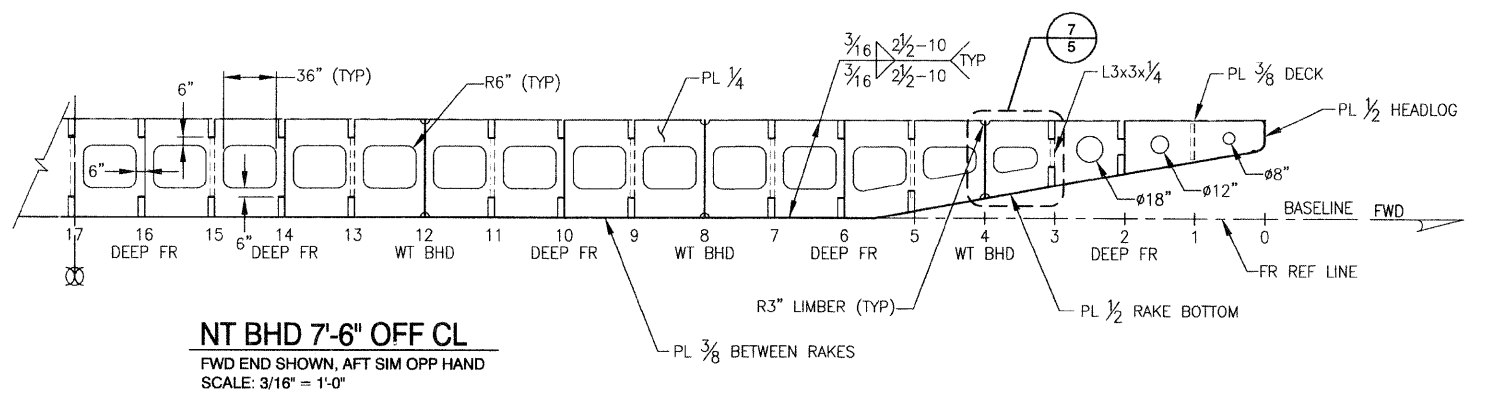 7
5
3/16 2 1/2-10
3/16 2 1/2-10 TYP
6"
36" (TYP)
R6" (TYP)
PL 1/4
L3x3x1/4
PL 3/8 DECK
PL 1/2 HEADLOG
6"
6"
ø18"
ø12"
ø8"
BASELINE FWD
17 16 15 14 13 12 11 10 9 8 7 6 5 4 3 2 1 0
DEEP FR DEEP FR WT BHD DEEP FR WT BHD DEEP FR WT BHD DEEP FR
FR REF LINE
R3" LIMBER (TYP)
PL 1/2 RAKE BOTTOM
PL 3/8 BETWEEN RAKES
NT BHD 7'-6" OFF CL
FWD END SHOWN, AFT SIM OPP HAND
SCALE: 3/16" = 1'-0"